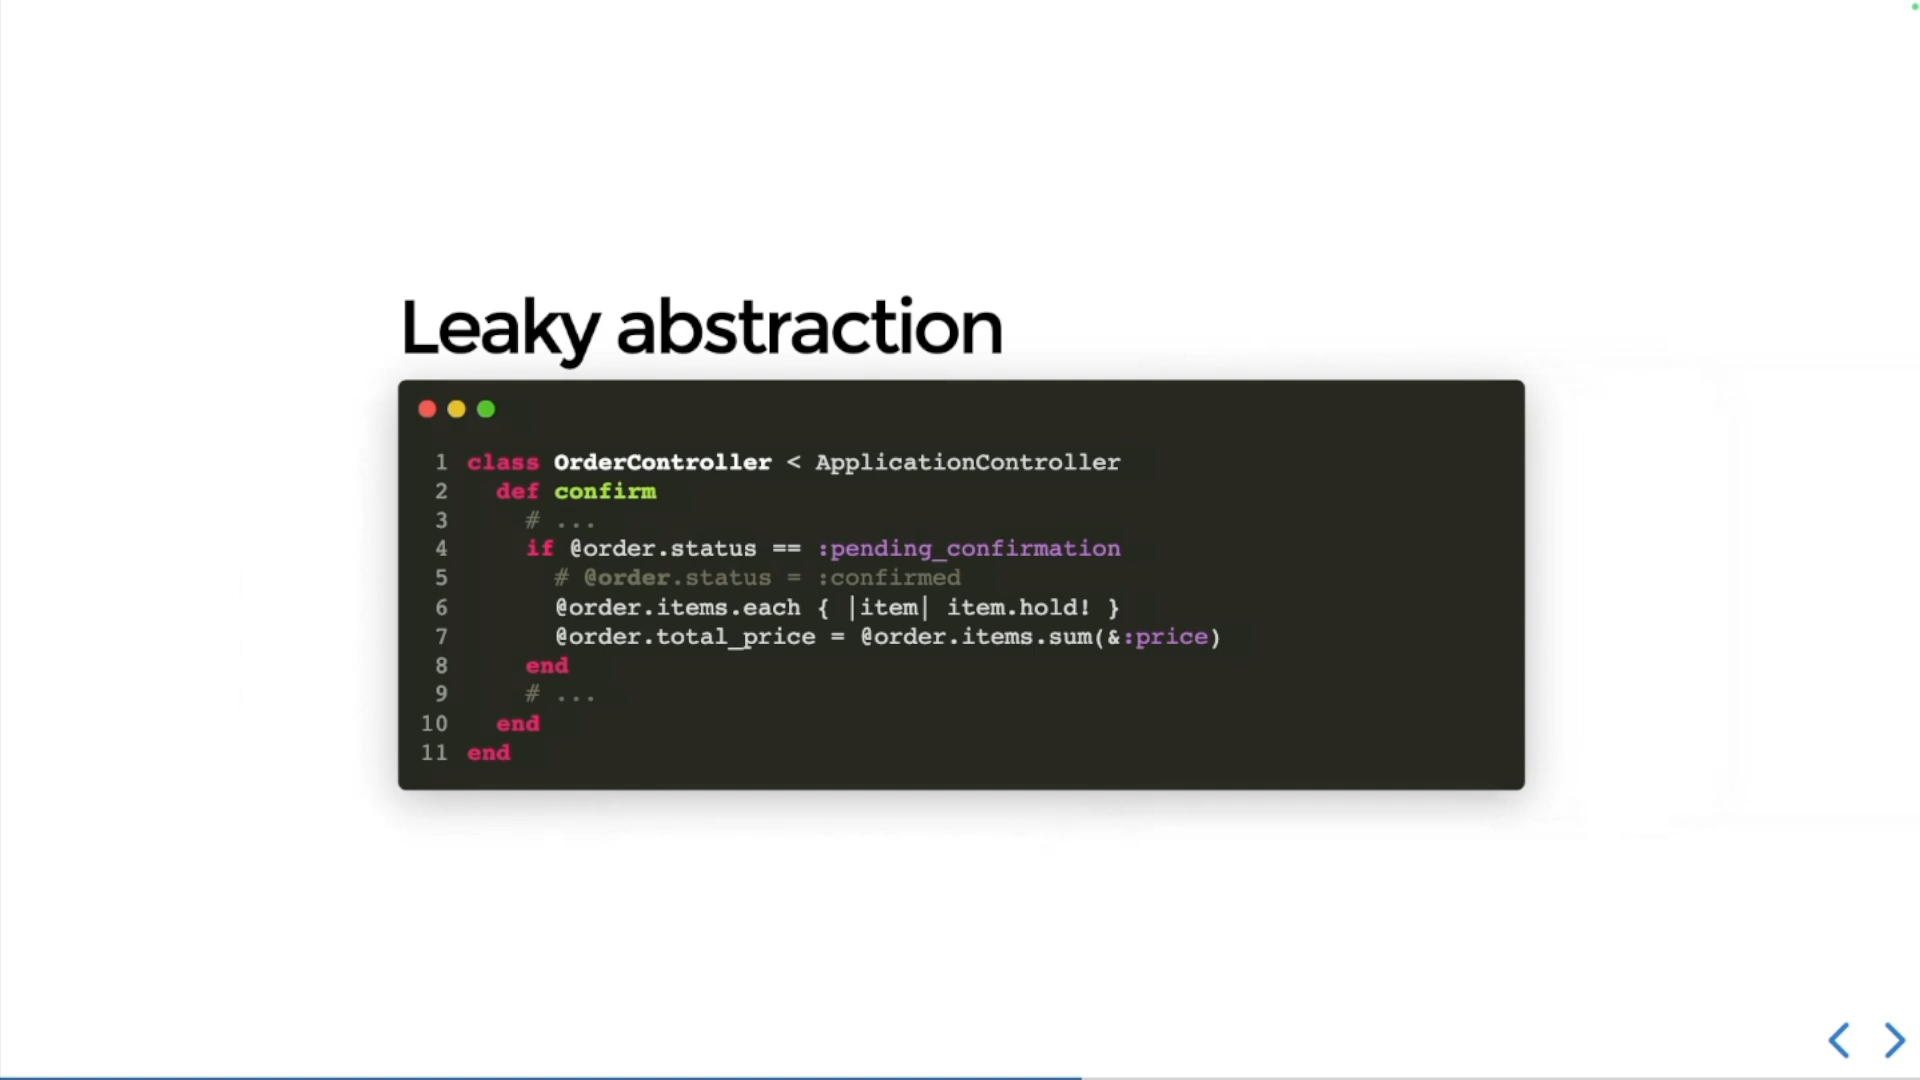 Leaky abstraction
1 class OrderController < ApplicationController
2   def confirm
3     # ...
4     if @order.status == :pending_confirmation
5       # @order.status = :confirmed
6       @order.items.each { |item| item.hold! }
7       @order.total_price = @order.items.sum(&:price)
8     end
9     # ...
10   end
11 end